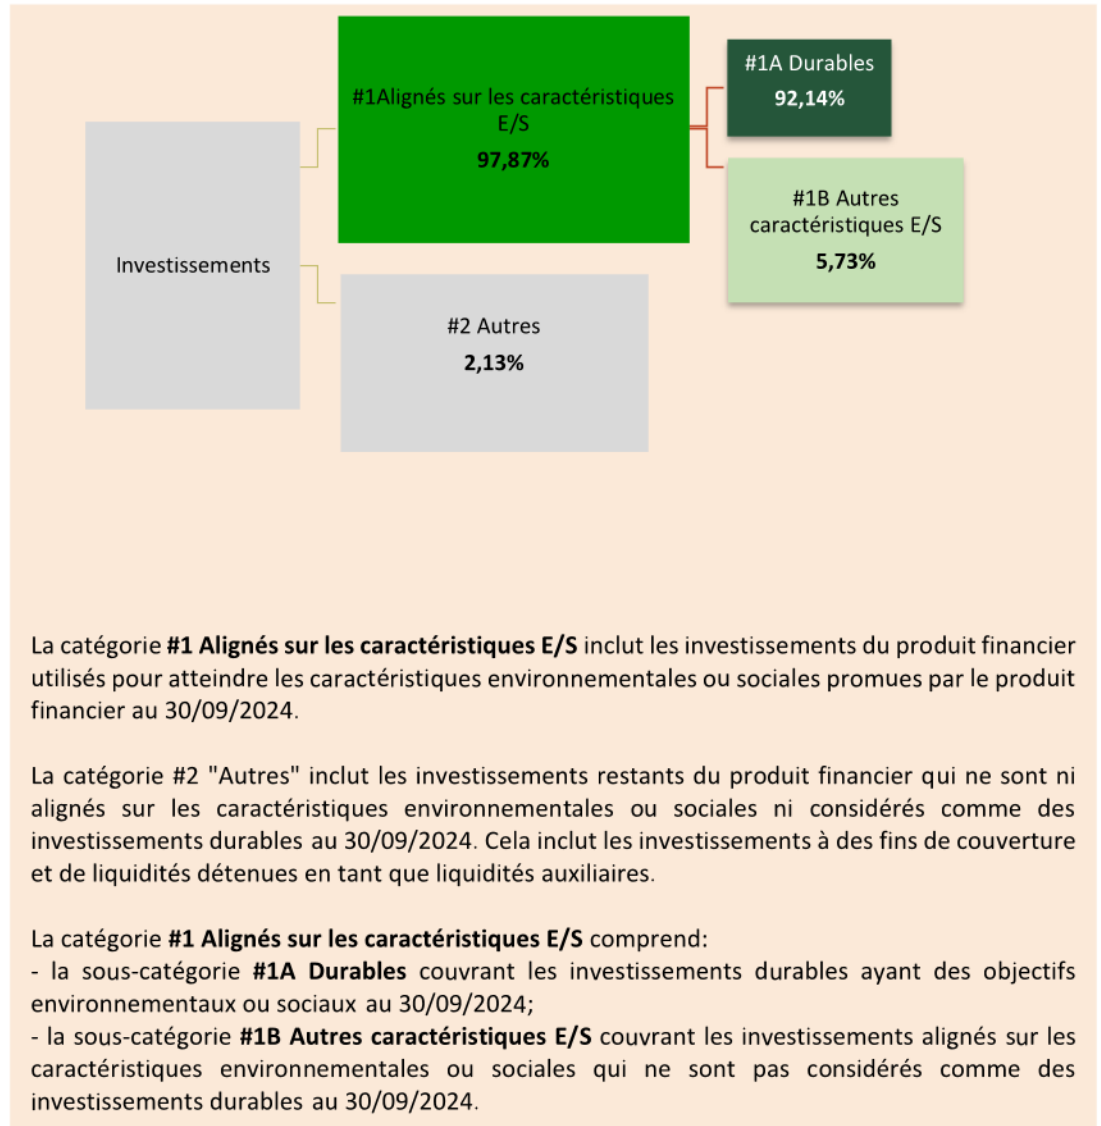 #1Alignés sur les caractéristiques
E/S
97,87%
#1A Durables
92,14%
#1B Autres
caractéristiques E/S
5,73%
Investissements
#2 Autres
2,13%
La catégorie #1 Alignés sur les caractéristiques E/S inclut les investissements du produit financier
utilisés pour atteindre les caractéristiques environnementales ou sociales promues par le produit
financier au 30/09/2024.
La catégorie #2 "Autres" inclut les investissements restants du produit financier qui ne sont ni
alignés sur les caractéristiques environnementales ou sociales ni considérés comme des
investissements durables au 30/09/2024. Cela inclut les investissements à des fins de couverture
et de liquidités détenues en tant que liquidités auxiliaires.
La catégorie #1 Alignés sur les caractéristiques E/S comprend:
- la sous-catégorie #1A Durables couvrant les investissements durables ayant des objectifs
environnementaux ou sociaux au 30/09/2024;
- la sous-catégorie #1B Autres caractéristiques E/S couvrant les investissements alignés sur les
caractéristiques environnementales ou sociales qui ne sont pas considérés comme des
investissements durables au 30/09/2024.